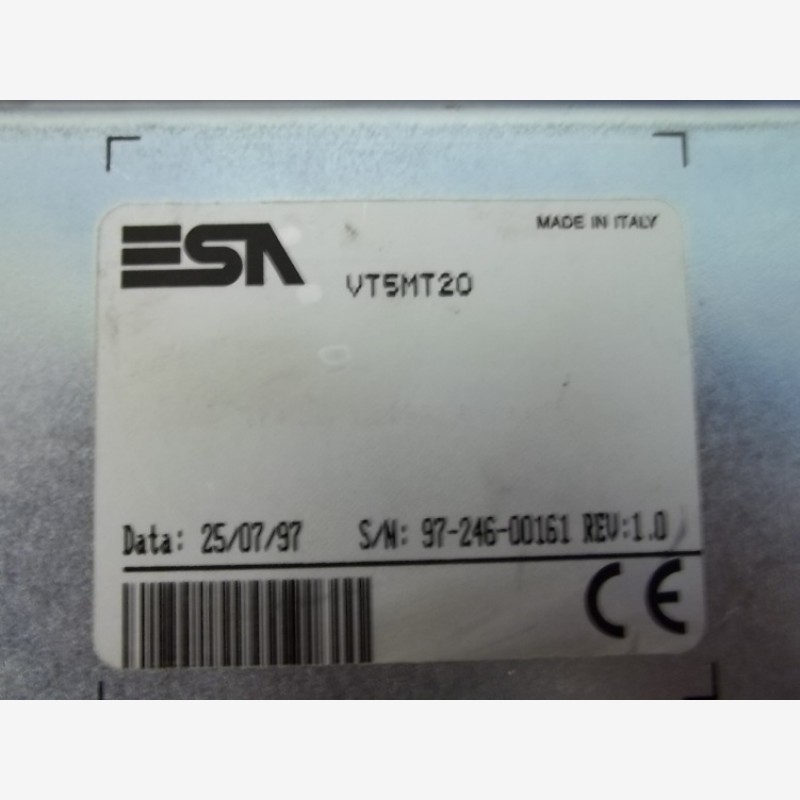 ESA
MADE IN ITALY
VT5MT20
Data: 25/07/97 S/N: 97-246-00161 REV:1.0
CE